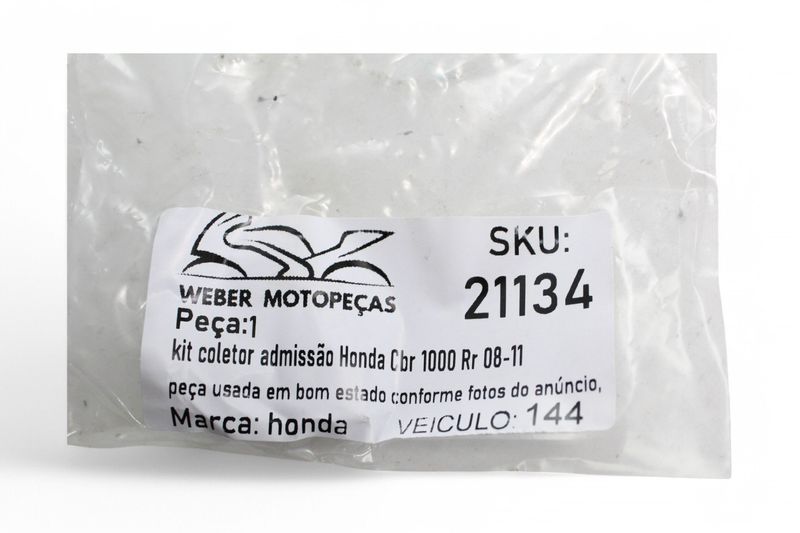 WEBER MOTOPEÇAS
SKU:
21134
Peça:1
kit coletor admissão Honda Cbr 1000 Rr 08-11
peça usada em bom estado conforme fotos do anúncio,
Marca: honda VEICULO: 144